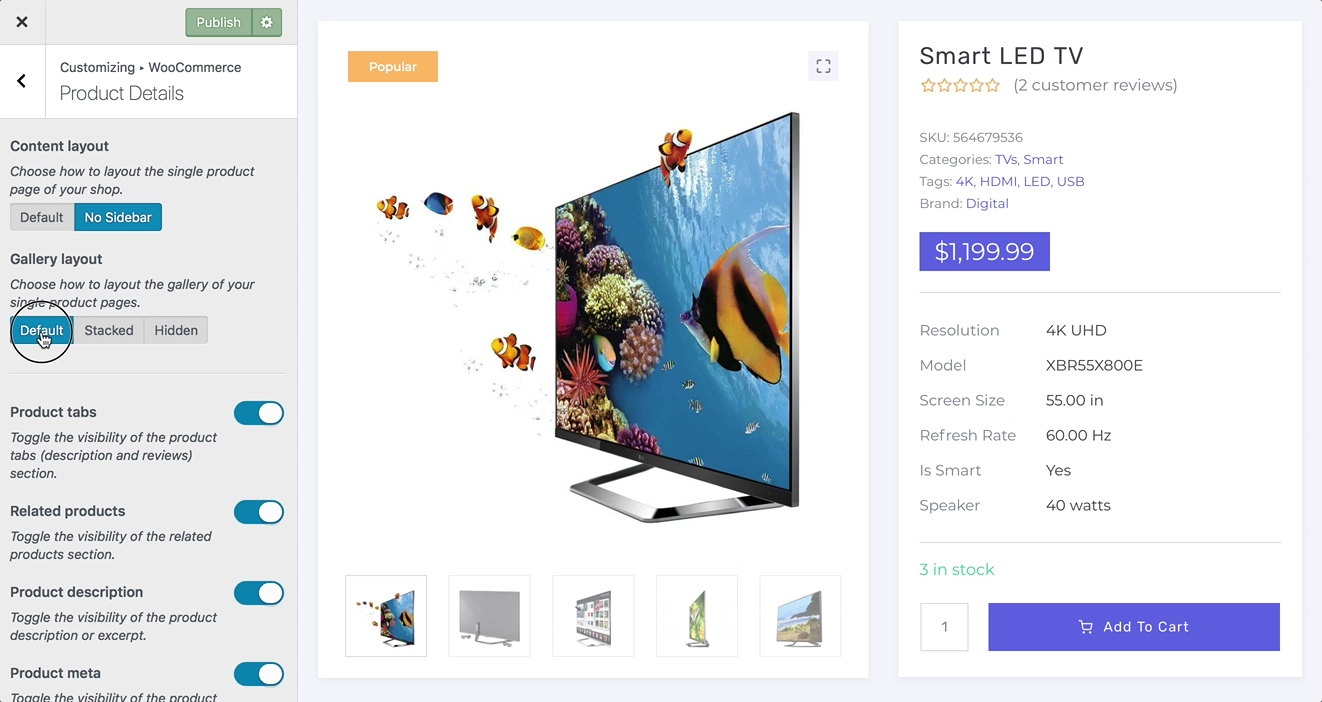 Publish
Customizing ▸ WooCommerce
Product Details
Content layout
Choose how to layout the single product
page of your shop.
Default No Sidebar
Gallery layout
Choose how to layout the gallery of your
single product pages.
Default Stacked Hidden
Product tabs
Toggle the visibility of the product
tabs (description and reviews)
section.
Related products
Toggle the visibility of the related
products section.
Product description
Toggle the visibility of the product
description or excerpt.
Product meta
Toggle the visibility of the product
Popular
Smart LED TV
(2 customer reviews)
SKU: 564679536
Categories: TVs, Smart
Tags: 4K, HDMI, LED, USB
Brand: Digital
$1,199.99
Resolution 4K UHD
Model XBR55X800E
Screen Size 55.00 in
Refresh Rate 60.00 Hz
Is Smart Yes
Speaker 40 watts
3 in stock
1 Add To Cart